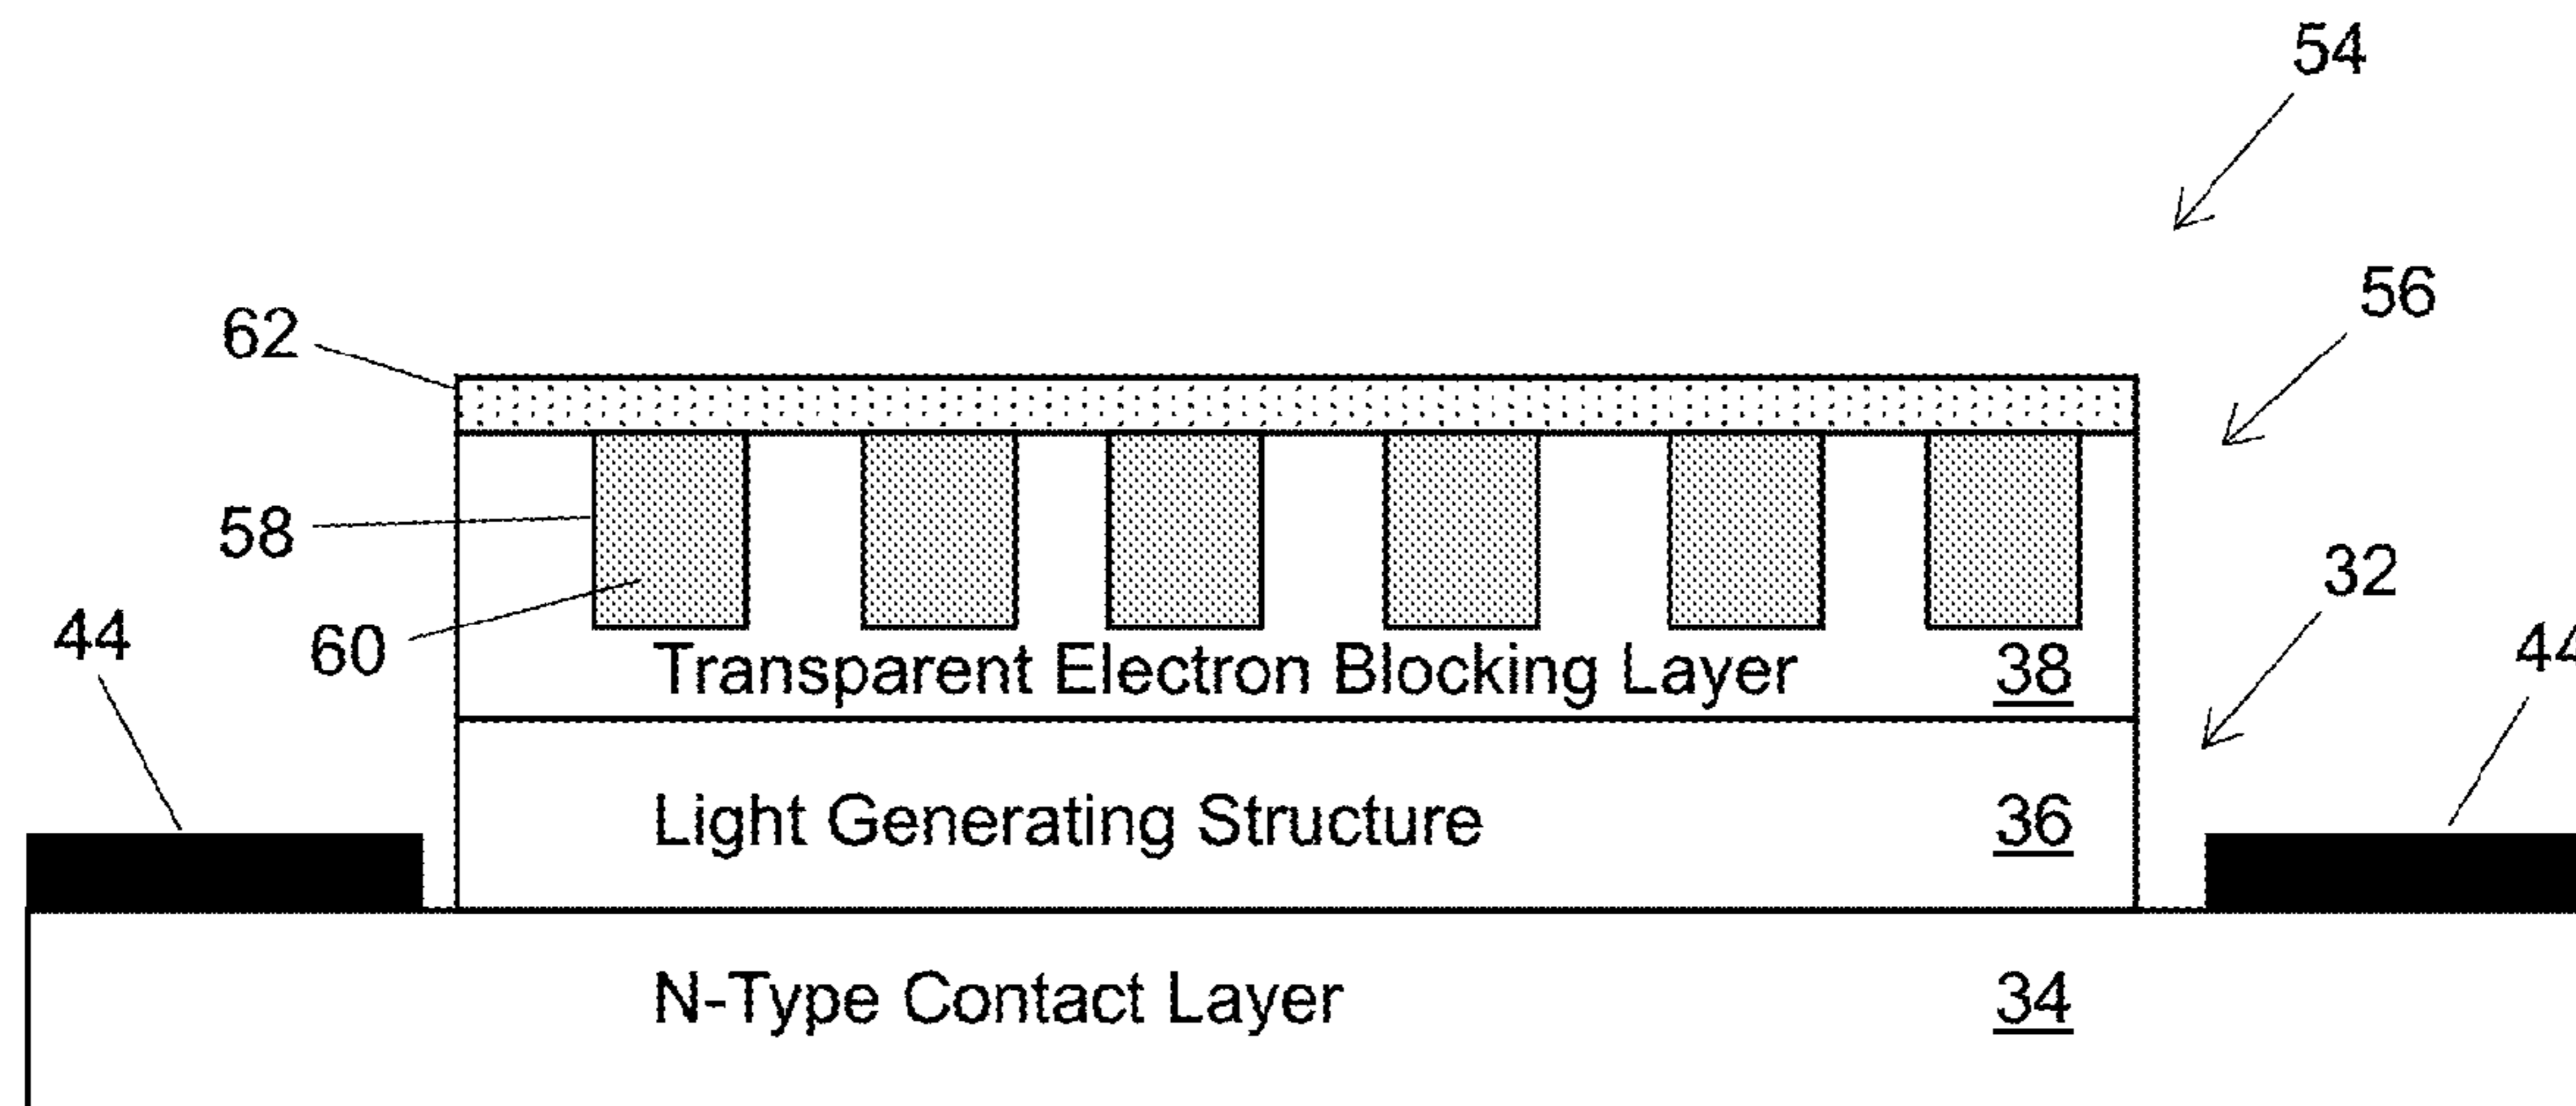 54
56
62
58
32
44
60
44
Transparent Electron Blocking Layer 38
Light Generating Structure 36
N-Type Contact Layer 34